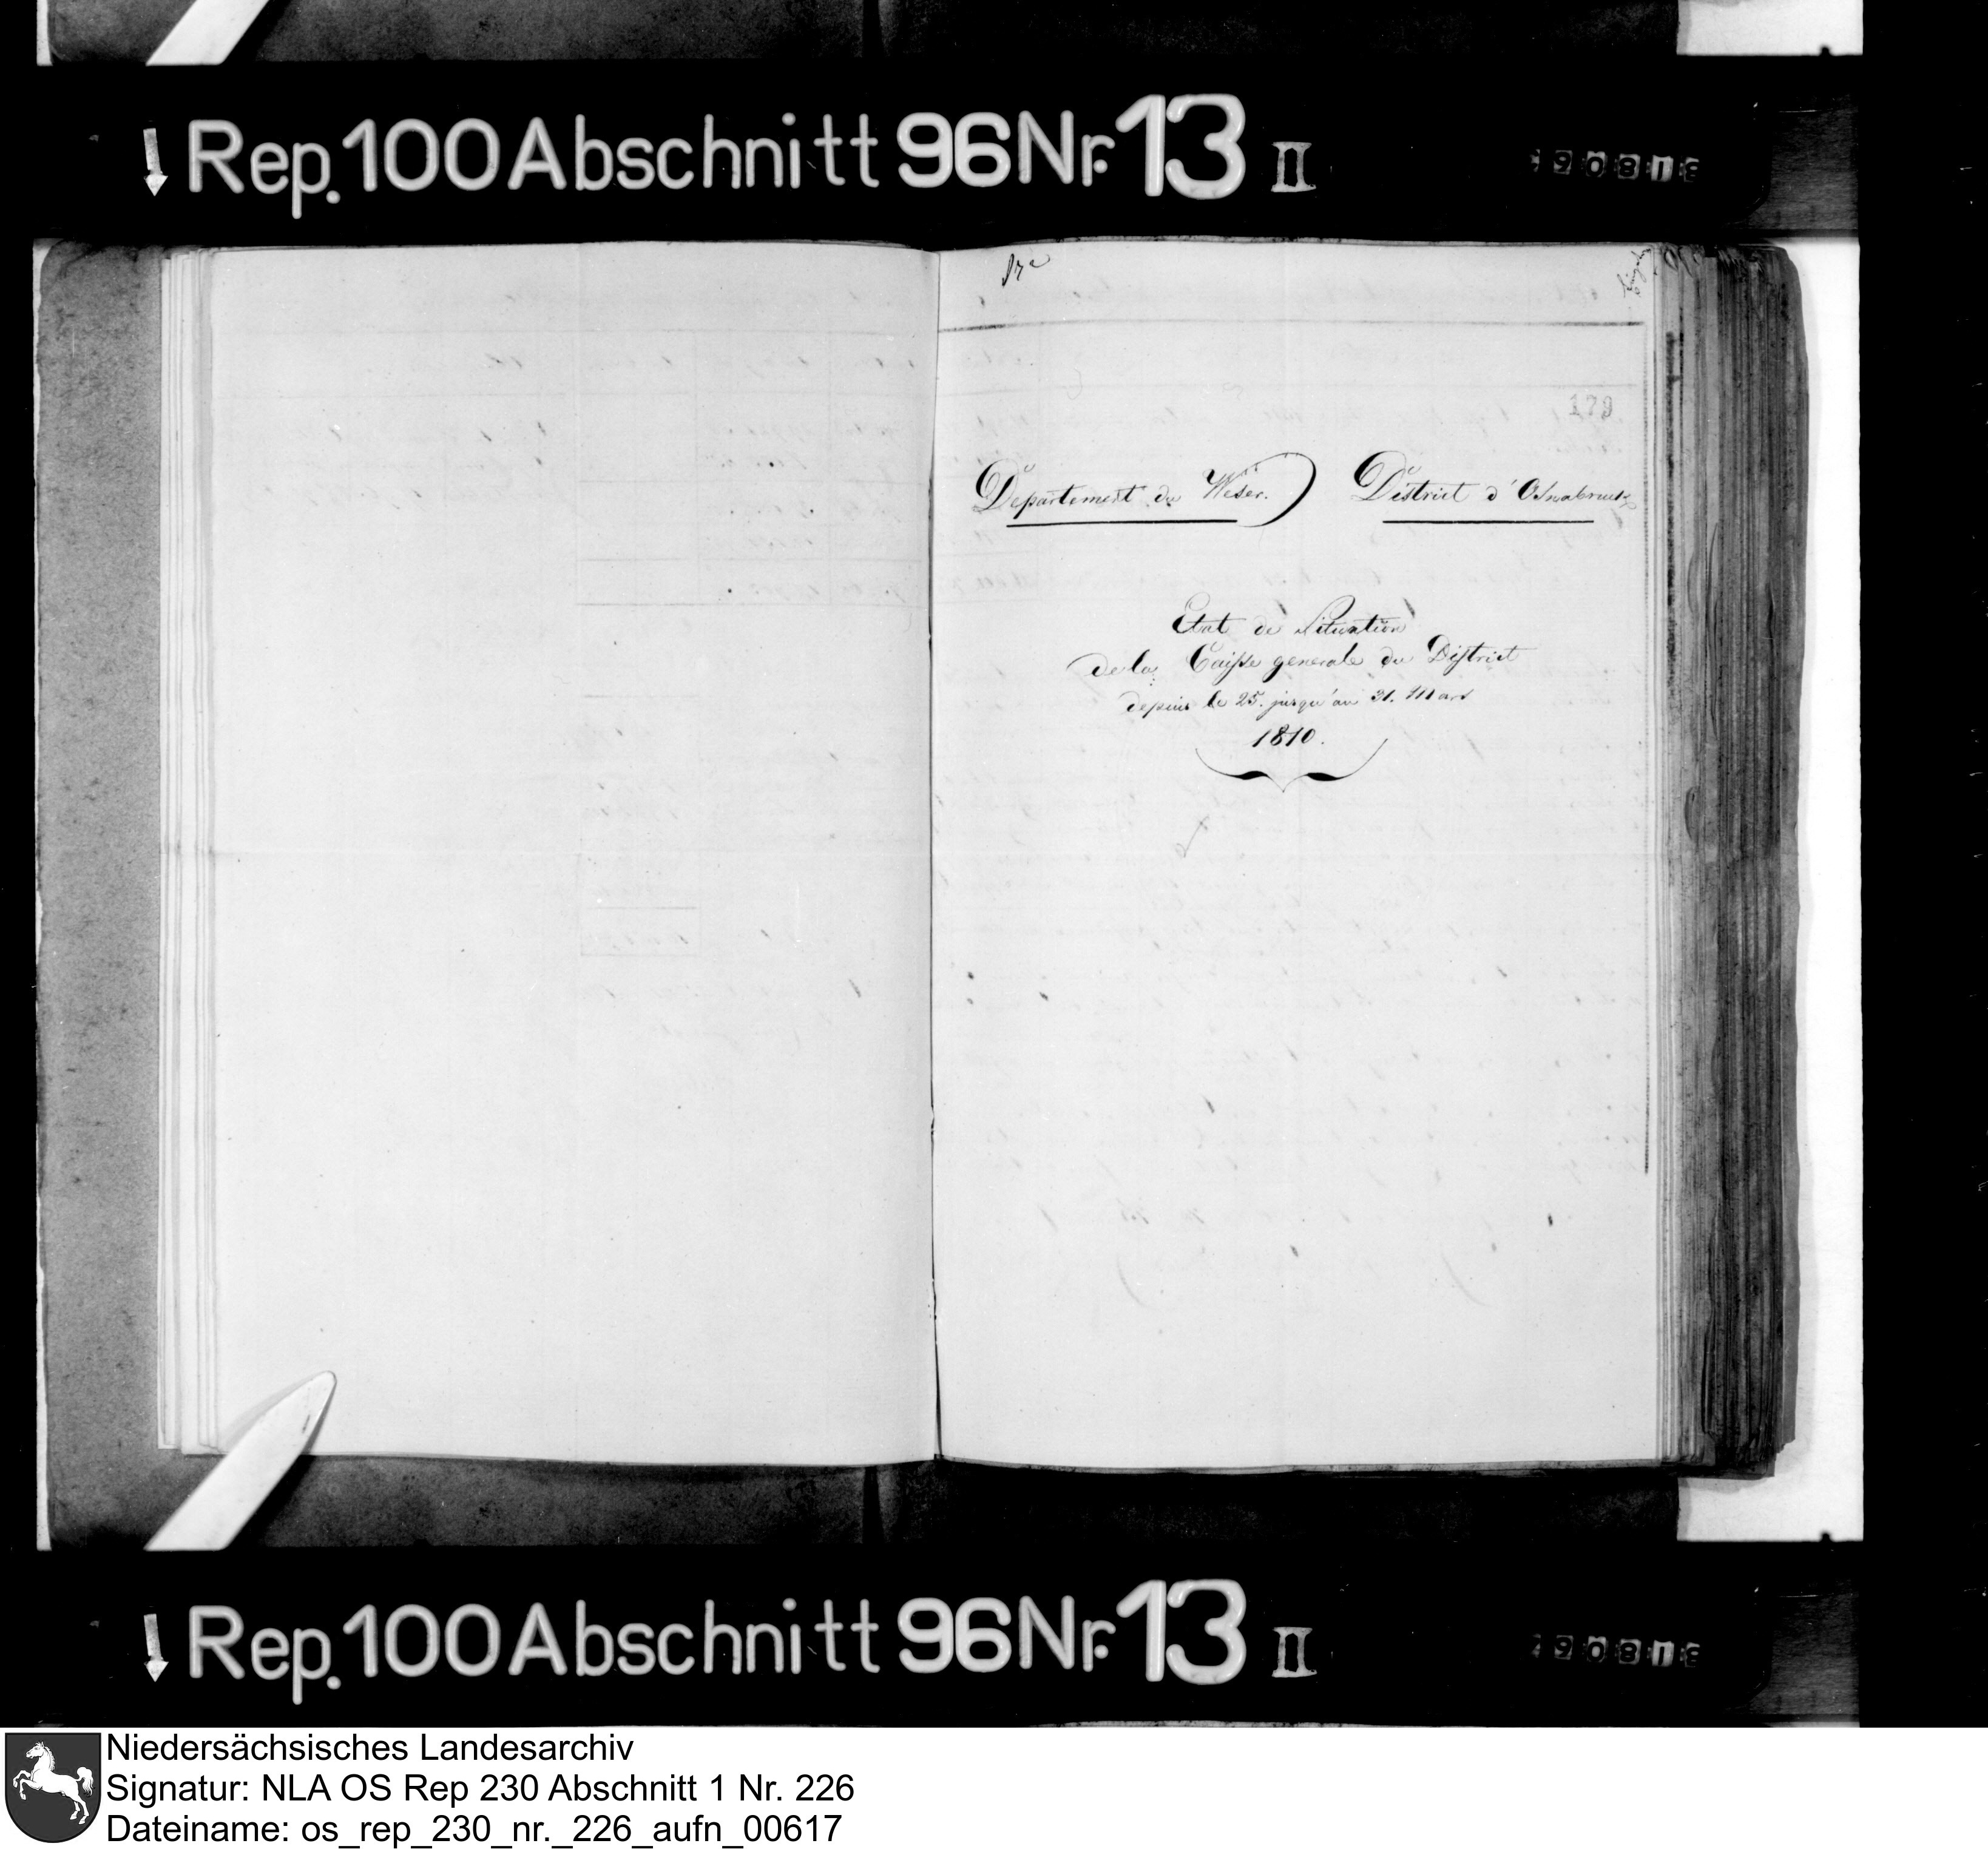 Rep. 100 Abschnitt 96 Nr. 13 II
179
Departement du Weser. ) District d'Osnabruck
Etat de Situation
de la Caisse generale du District
depuis le 25. jusqu'au 31. Mars
1810.
Rep. 100 Abschnitt 96 Nr. 13 II
Niedersächsisches Landesarchiv
Signatur: NLA OS Rep 230 Abschnitt 1 Nr. 226
Dateiname: os_rep_230_nr._226_aufn_00617